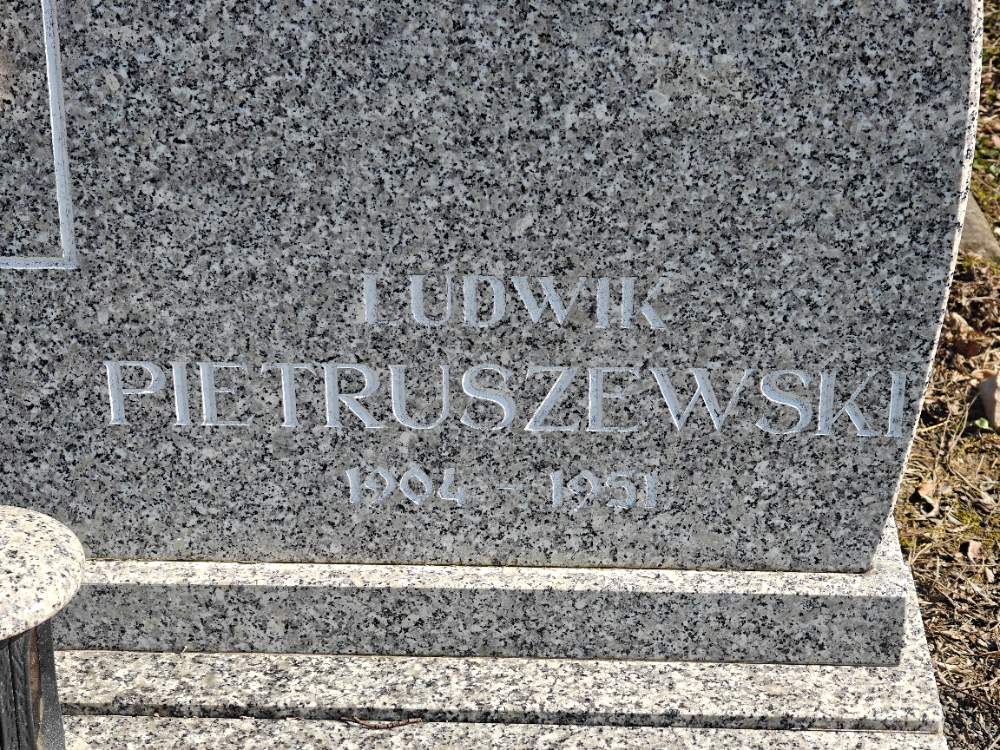 LUDWIK
PIETRUSZEWSKI
1904 - 1951